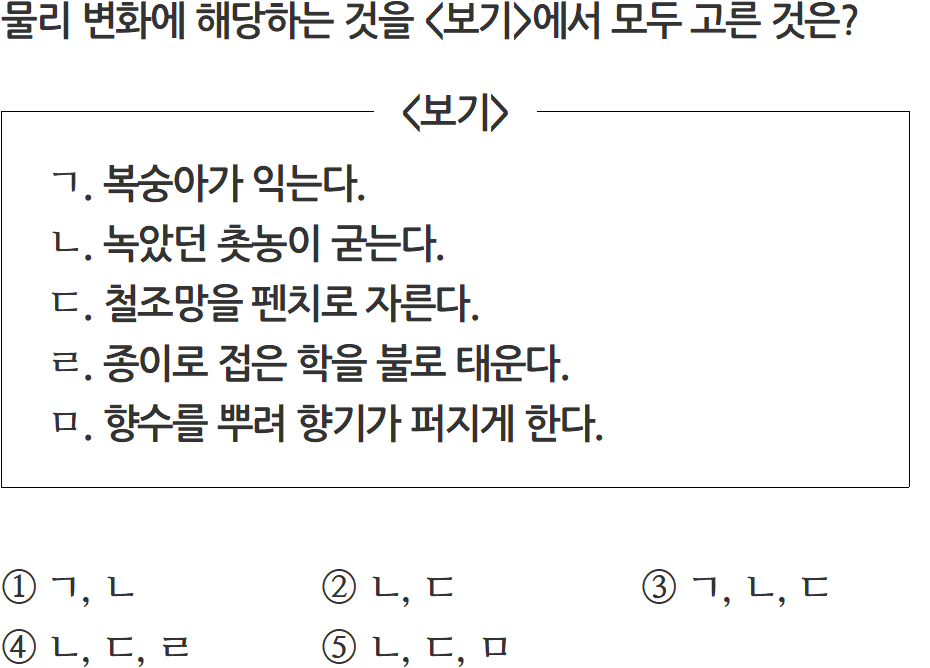 물리 변화에 해당하는 것을 <보기>에서 모두 고른 것은?
<보기>
ㄱ. 복숭아가 익는다.
ㄴ. 녹았던 촛농이 굳는다.
ㄷ. 철조망을 펜치로 자른다.
ㄹ. 종이로 접은 학을 불로 태운다.
ㅁ. 향수를 뿌려 향기가 퍼지게 한다.
① ㄱ, ㄴ ② ㄴ, ㄷ ③ ㄱ, ㄴ, ㄷ
④ ㄴ, ㄷ, ㄹ ⑤ ㄴ, ㄷ, ㅁ